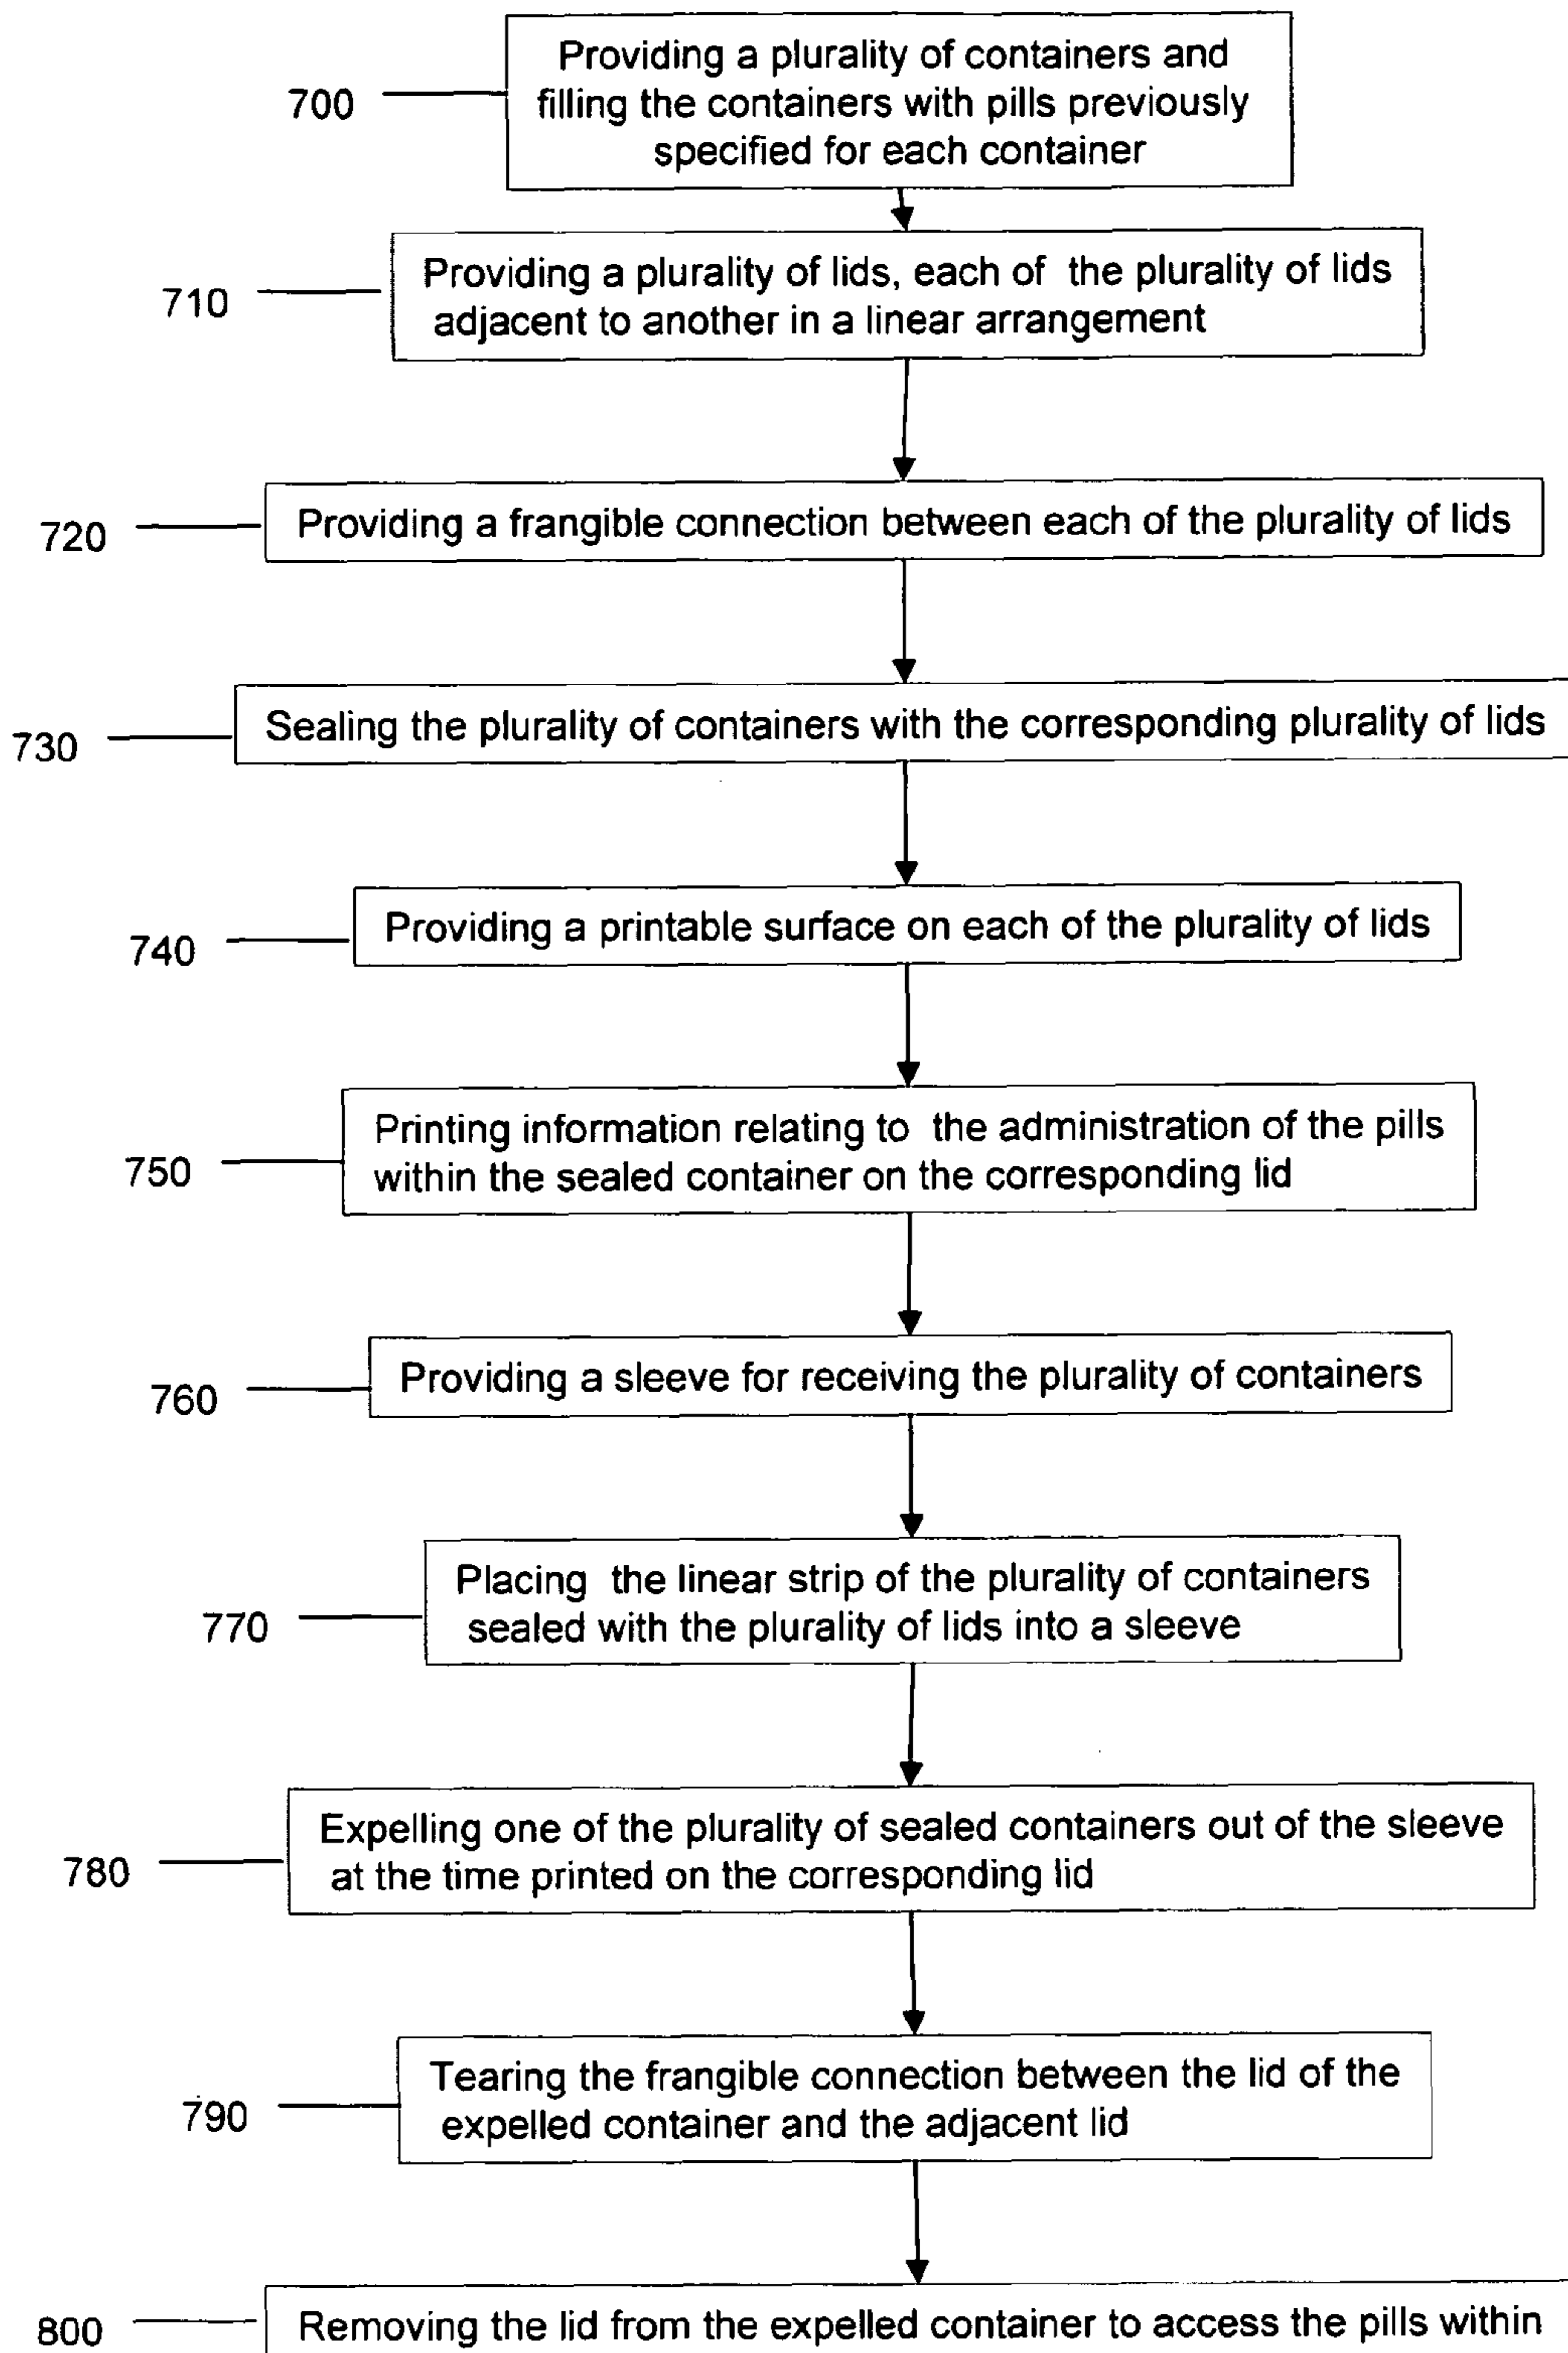 Providing a plurality of containers and
700
filling the containers with pills previously
specified for each container
Providing a plurality of lids, each of the plurality of lids
710
adjacent to another in a linear arrangement
720
Providing a frangible connection between each of the plurality of lids
730
Sealing the plurality of containers with the corresponding plurality of lids
740
Providing a printable surface on each of the plurality of lids
Printing information relating to the administration of the pills
750
within the sealed container on the corresponding lid
760
Providing a sleeve for receiving the plurality of containers
Placing the linear strip of the plurality of containers
770
sealed with the plurality of lids into a sleeve
Expelling one of the plurality of sealed containers out of the sleeve
780
at the time printed on the corresponding lid
Tearing the frangible connection between the lid of the
790
expelled container and the adjacent lid
800
Removing the lid from the expelled container to access the pills within